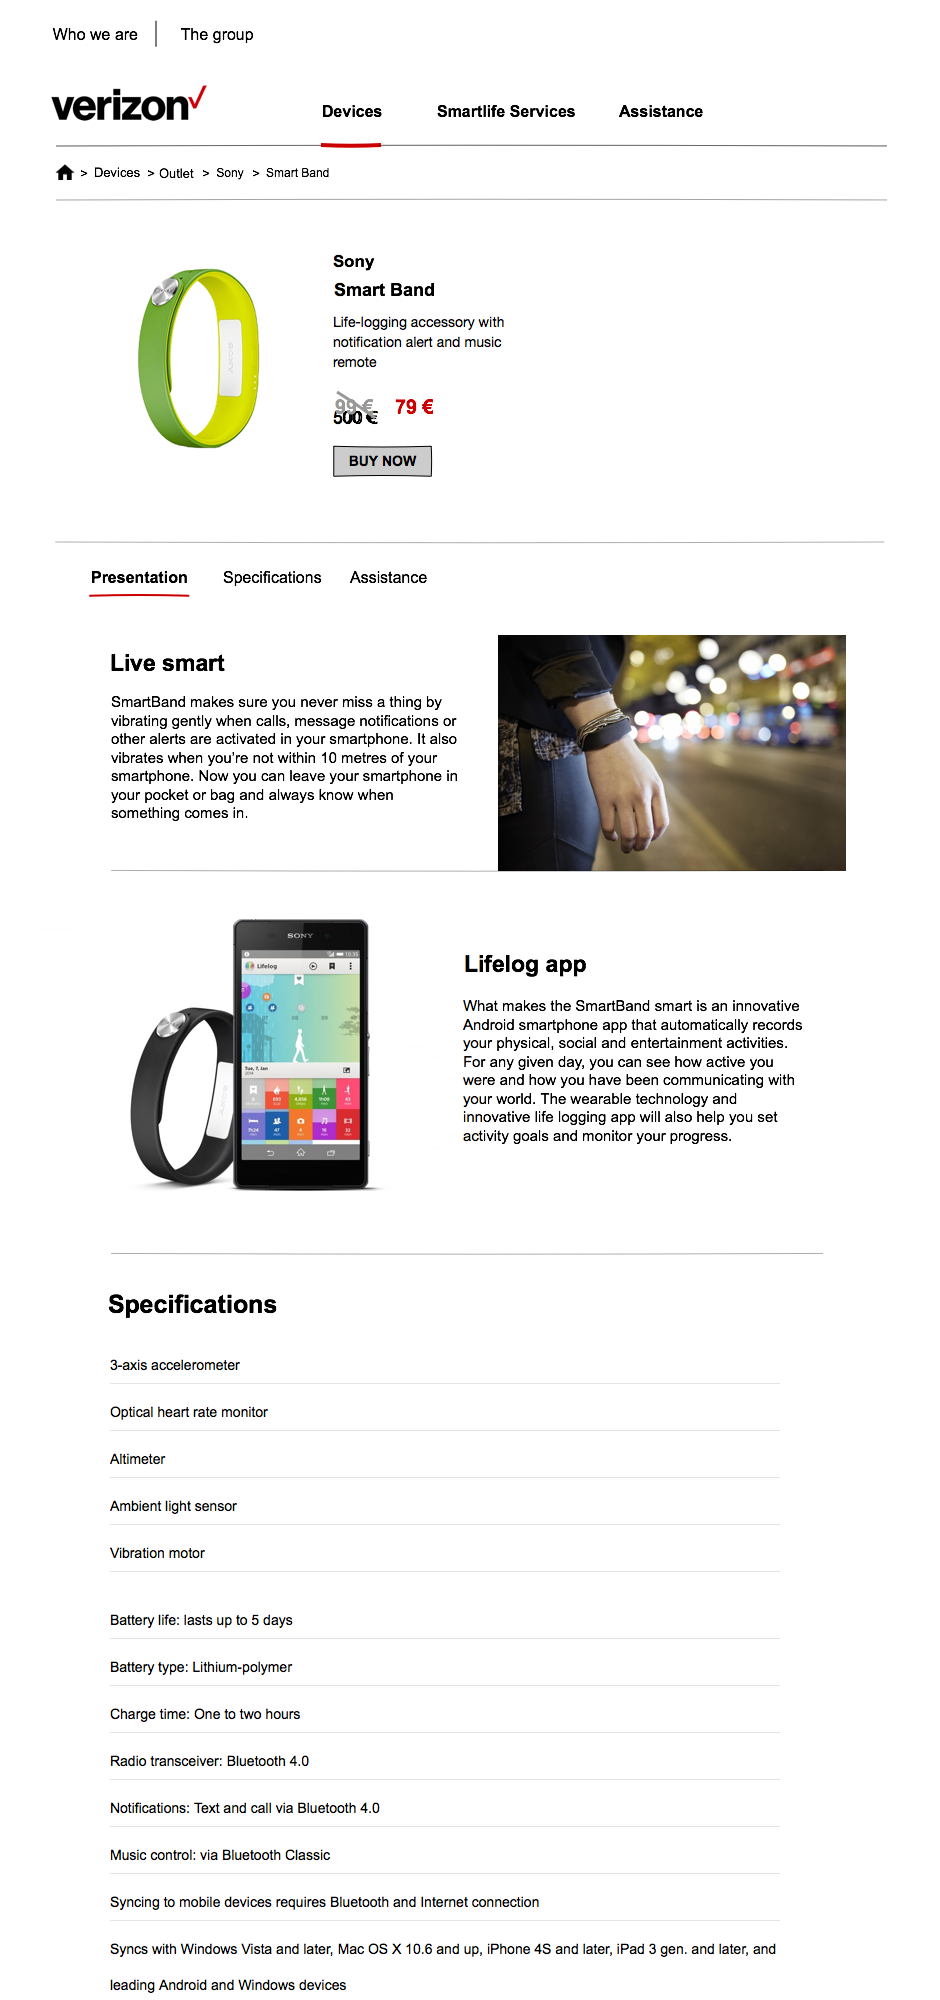 Who we are
The group
verizon
Devices
Smartlife Services
Assistance
> Devices > Outlet > Sony > Smart Band
Sony
Smart Band
Life-logging accessory with
notification alert and music
remote
99 €
500 €
79 €
BUY NOW
Presentation
Specifications
Assistance
Live smart
SmartBand makes sure you never miss a thing by
vibrating gently when calls, message notifications or
other alerts are activated in your smartphone. It also
vibrates when you're not within 10 metres of your
smartphone. Now you can leave your smartphone in
your pocket or bag and always know when
something comes in.
SONY
Lifelog
Tue, 7, Jan
Lifelog app
What makes the SmartBand smart is an innovative
Android smartphone app that automatically records
your physical, social and entertainment activities.
For any given day, you can see how active you
were and how you have been communicating with
your world. The wearable technology and
innovative life logging app will also help you set
activity goals and monitor your progress.
Specifications
3-axis accelerometer
Optical heart rate monitor
Altimeter
Ambient light sensor
Vibration motor
Battery life: lasts up to 5 days
Battery type: Lithium-polymer
Charge time: One to two hours
Radio transceiver: Bluetooth 4.0
Notifications: Text and call via Bluetooth 4.0
Music control: via Bluetooth Classic
Syncing to mobile devices requires Bluetooth and Internet connection
Syncs with Windows Vista and later, Mac OS X 10.6 and up, iPhone 4S and later, iPad 3 gen. and later, and
leading Android and Windows devices